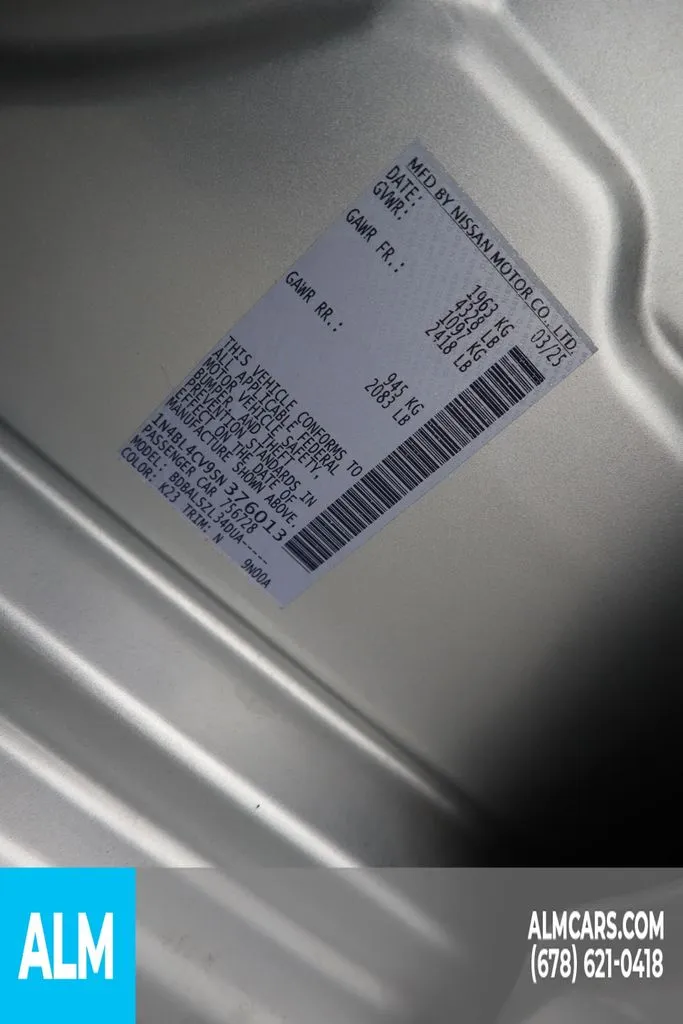 MFD BY NISSAN MOTOR CO., LTD.
DATE: 03/25
GVWR: 1963 KG
4328 LB
GAWR FR.: 1097 KG
2418 LB
GAWR RR.: 945 KG
2083 LB
THIS VEHICLE CONFORMS TO
ALL APPLICABLE FEDERAL
MOTOR VEHICLE SAFETY,
BUMPER, AND THEFT
PREVENTION STANDARDS IN
EFFECT ON THE DATE OF
MANUFACTURE SHOWN ABOVE.
1N4BL4CV9SN376013
PASSENGER CAR 756728
MODEL: BDBALSZL34DUA-----
COLOR: K23 TRIM: N 9N00A
ALM
ALMCARS.COM
(678) 621-0418